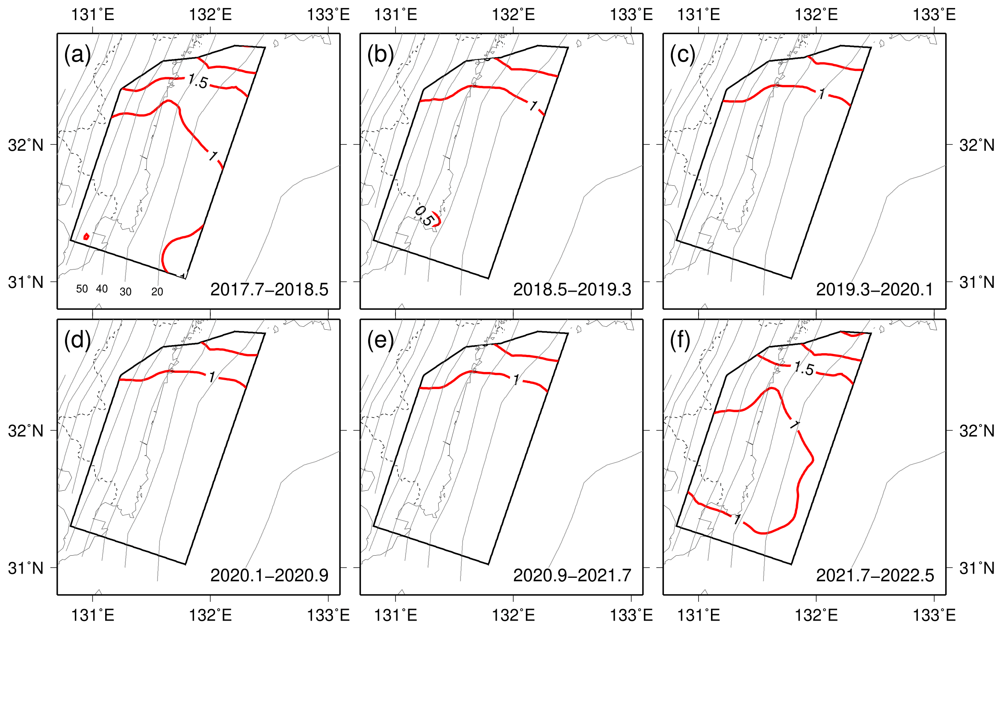 131˚E 132˚E 133˚E 131˚E 132˚E 133˚E 131˚E 132˚E 133˚E
(a) (b) (c)
1.5
1 1
32˚N 1 32˚N
0.5
1
31˚N 50 40 30 20 2017.7−2018.5 2018.5−2019.3 2019.3−2020.1 31˚N
(d) (e) (f)
1 1 1.5
32˚N 1 32˚N
1
31˚N 2020.1−2020.9 2020.9−2021.7 2021.7−2022.5 31˚N
131˚E 132˚E 133˚E 131˚E 132˚E 133˚E 131˚E 132˚E 133˚E